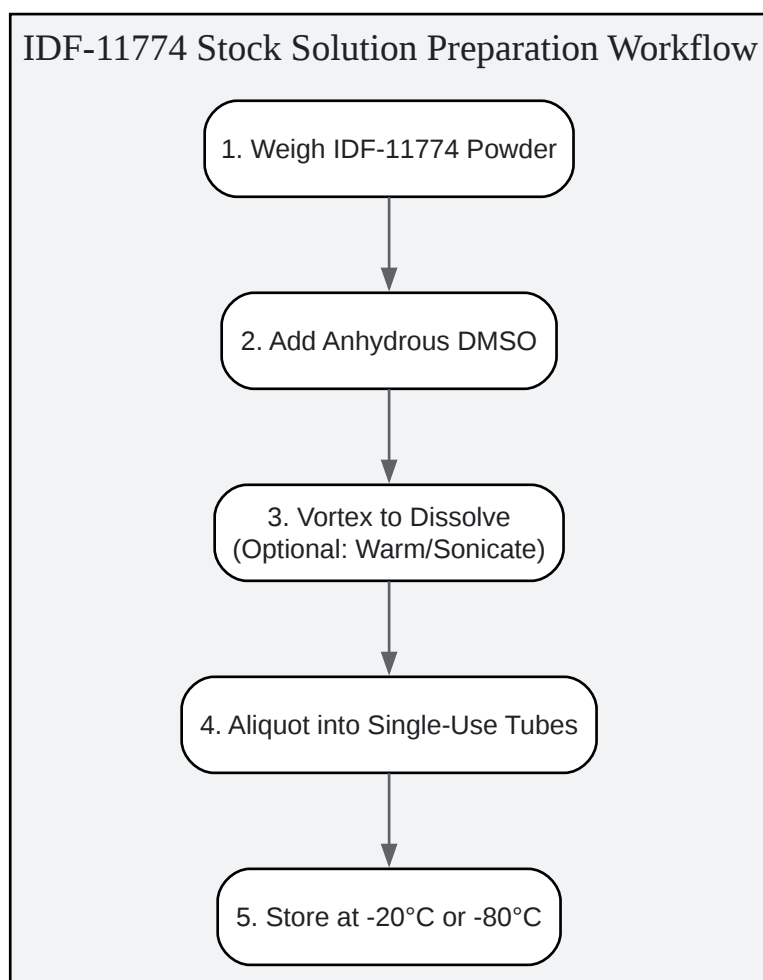 IDF-11774 Stock Solution Preparation Workflow
1. Weigh IDF-11774 Powder
2. Add Anhydrous DMSO
3. Vortex to Dissolve
(Optional: Warm/Sonicate)
4. Aliquot into Single-Use Tubes
5. Store at -20°C or -80°C